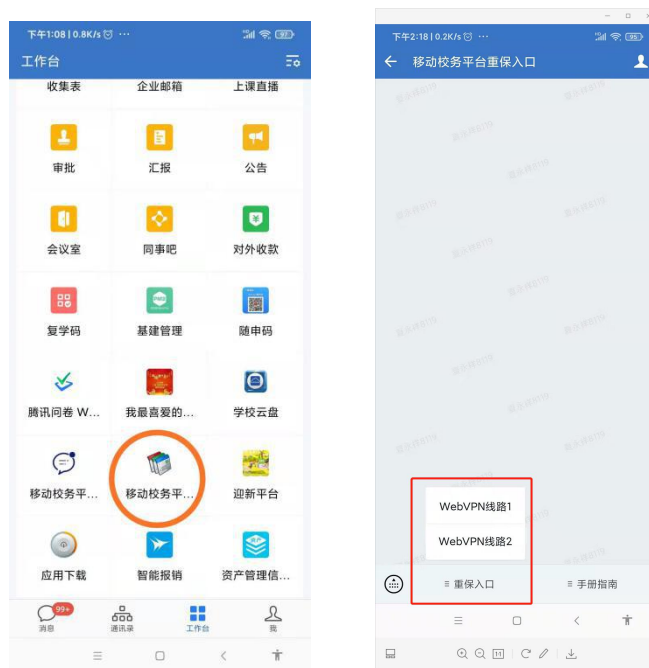 下午1:08 | 0.8K/s ···
97
工作台
收集表
企业邮箱
上课直播
审批
汇报
公告
会议室
同事吧
对外收款
复学码
基建管理
随申码
腾讯问卷 W...
我最喜爱的...
学校云盘
移动校务平...
移动校务平...
迎新平台
应用下载
智能报销
资产管理信...
99+
消息
通讯录
工作台
我
下午2:18 | 0.2K/s ···
95
移动校务平台重保入口
WebVPN线路1
WebVPN线路2
重保入口
手册指南
1:1